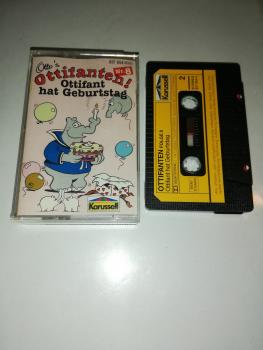 Otto's
Ottifanten!
Nr. 8
Ottifant
hat Geburtstag
Karussell
Karussell
2
OTTIFANTEN FOLGE 8
Ottifant hat Geburtstag